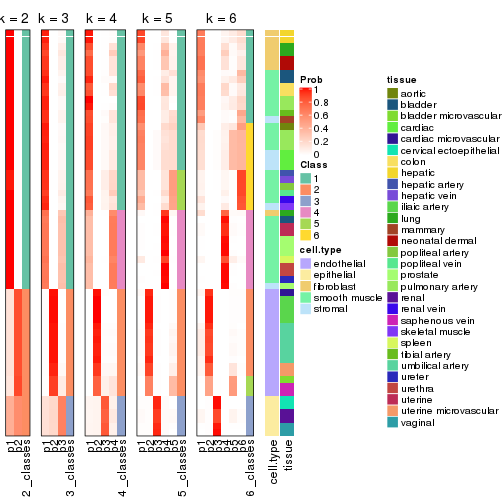 k = 2
k = 3
k = 4
k = 5
k = 6
Prob
1
0.8
0.6
0.4
0.2
0
Class
1
2
3
4
5
6
cell.type
endothelial
epithelial
fibroblast
smooth muscle
stromal
tissue
aortic
bladder
bladder microvascular
cardiac
cardiac microvascular
cervical ectoepithelial
colon
hepatic
hepatic artery
hepatic vein
iliaic artery
lung
mammary
neonatal dermal
popliteal artery
popliteal vein
prostate
pulmonary artery
renal
renal vein
saphenous vein
skeletal muscle
spleen
tibial artery
umbilical artery
ureter
urethra
uterine
uterine microvascular
vaginal
p1
p2
2_classes
p1
p2
p3
3_classes
p1
p2
p3
p4
4_classes
p1
p2
p3
p4
p5
5_classes
p1
p2
p3
p4
p5
p6
6_classes
cell.type
tissue